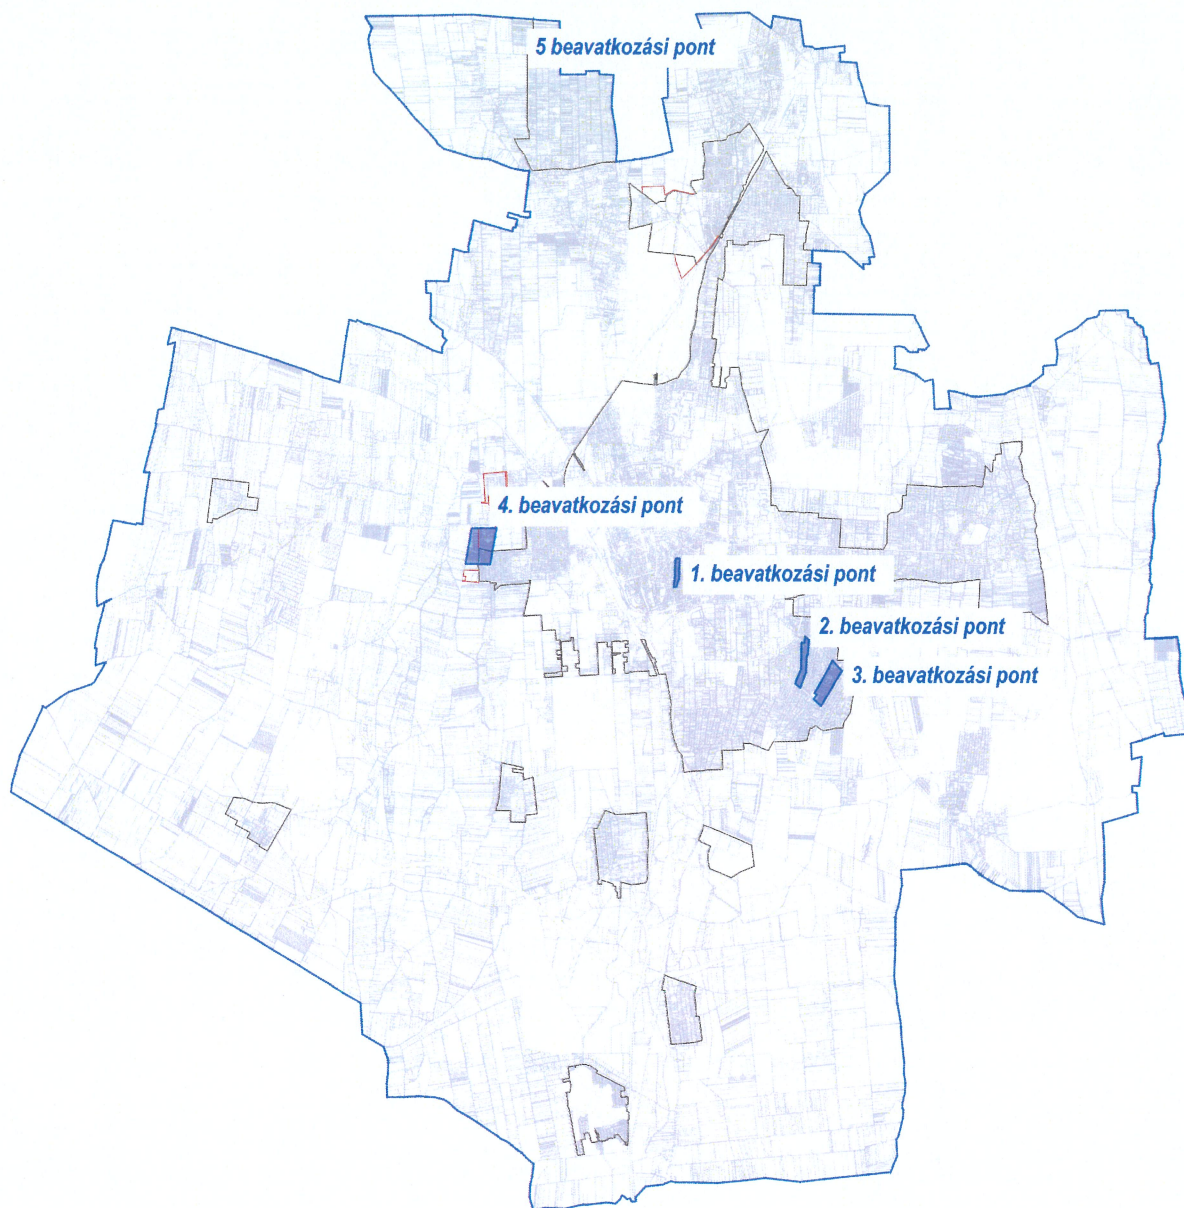 5 beavatkozási pont
4. beavatkozási pont
1. beavatkozási pont
2. beavatkozási pont
3. beavatkozási pont